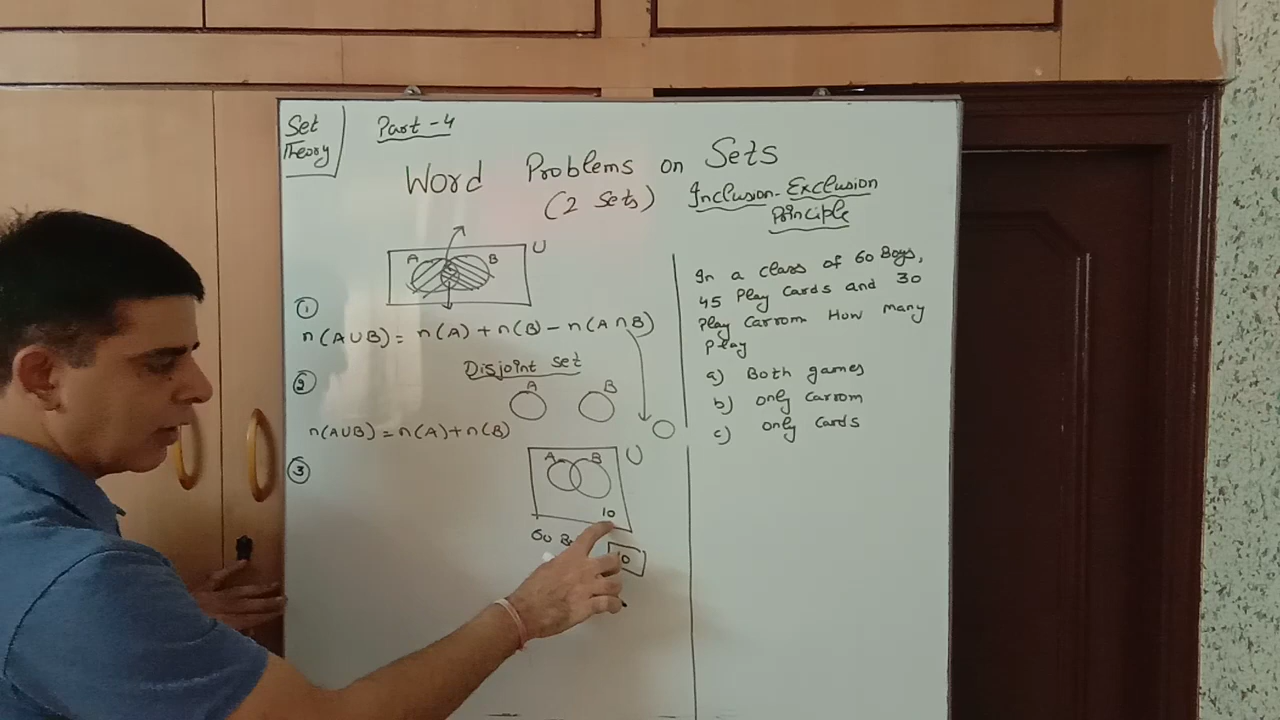 Set
Theory
Part - 4
Word Problems on Sets
(2 Sets)
Inclusion-Exclusion
Principle
A B U
①
n(A∪B) = n(A) + n(B) - n(A∩B)
Disjoint set
②
A B
n(A∪B) = n(A) + n(B)
③
A B U
10
60
10
In a class of 60 Boys,
45 Play Cards and 30
Play Carrom How many
Play
a) Both games
b) only Carrom
c) only Cards